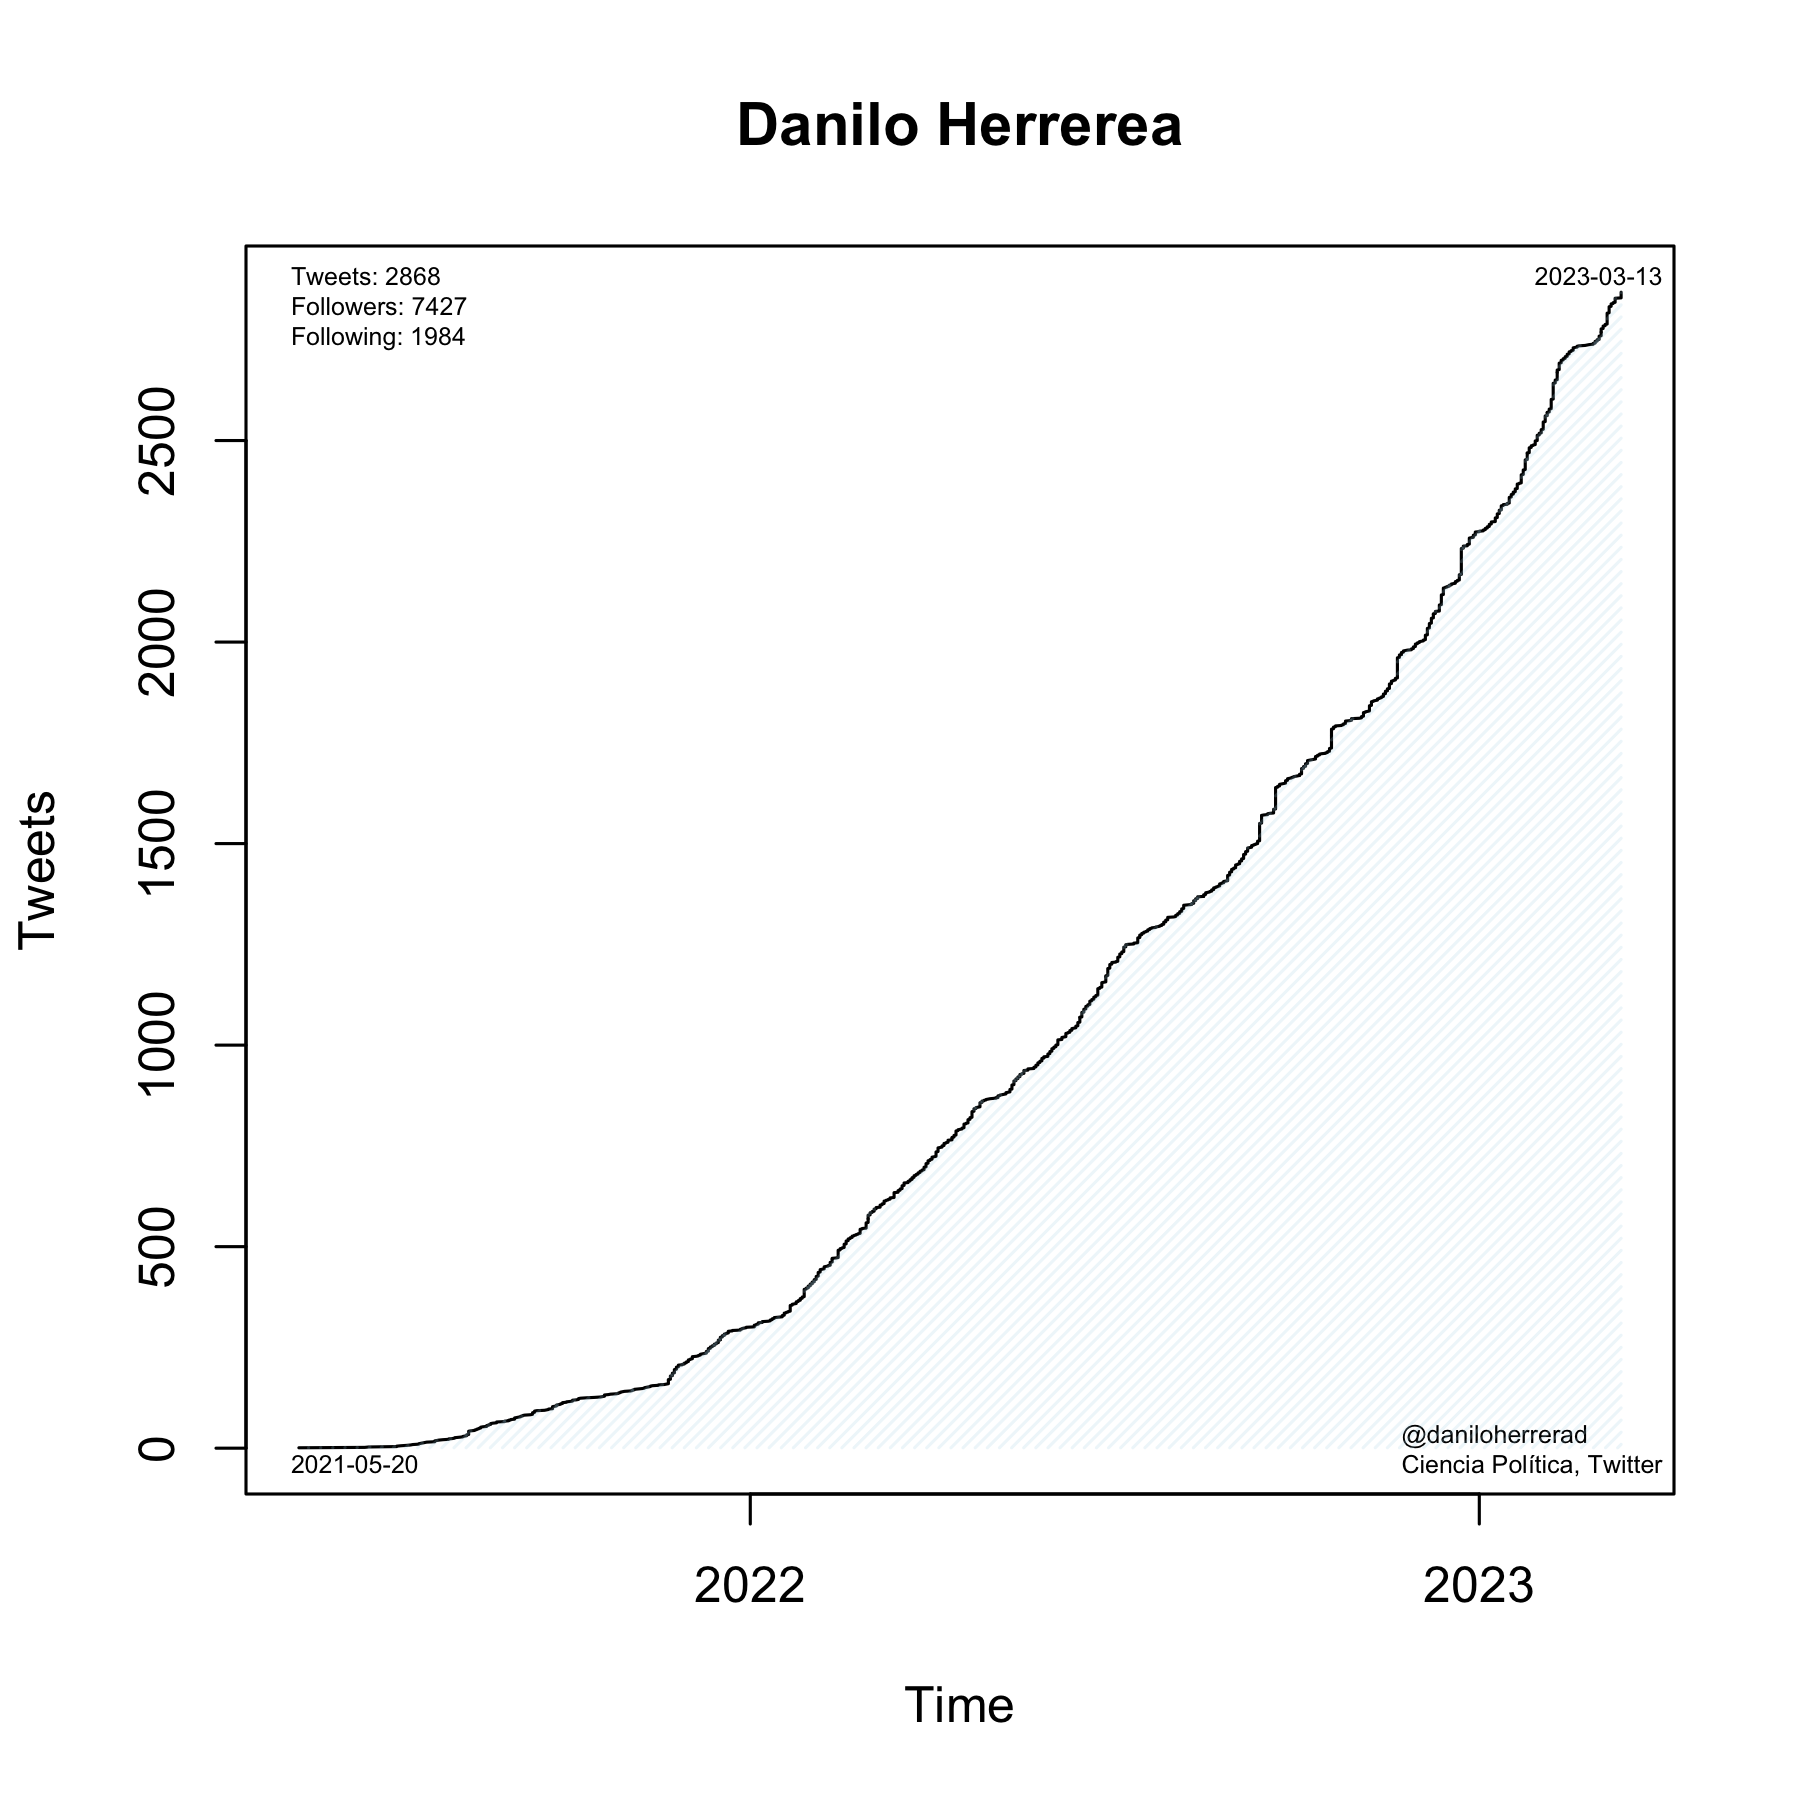 Danilo Herrerea
Tweets: 2868
Followers: 7427
Following: 1984
2023-03-13
Tweets
2500
2000
1500
1000
500
0
2021-05-20
@daniloherrerad
Ciencia Política, Twitter
2022
2023
Time